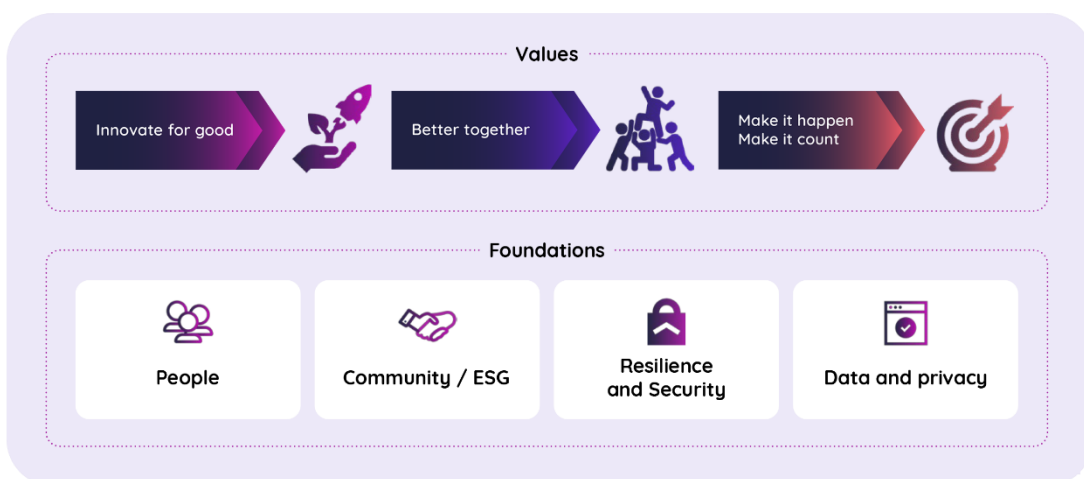 Values
Innovate for good
Better together
Make it happen
Make it count
Foundations
People
Community / ESG
Resilience
and Security
Data and privacy